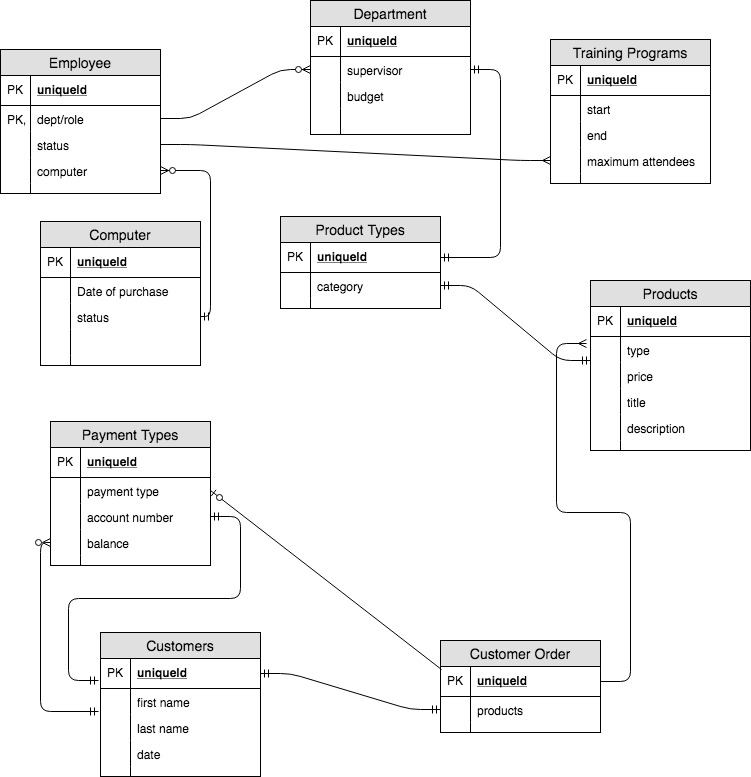 Department
PK uniqueId
supervisor
budget
Employee
PK uniqueId
PK, dept/role
status
computer
Training Programs
PK uniqueId
start
end
maximum attendees
Computer
PK uniqueId
Date of purchase
status
Product Types
PK uniqueId
category
Products
PK uniqueId
type
price
title
description
Payment Types
PK uniqueId
payment type
account number
balance
Customers
PK uniqueId
first name
last name
date
Customer Order
PK uniqueId
products